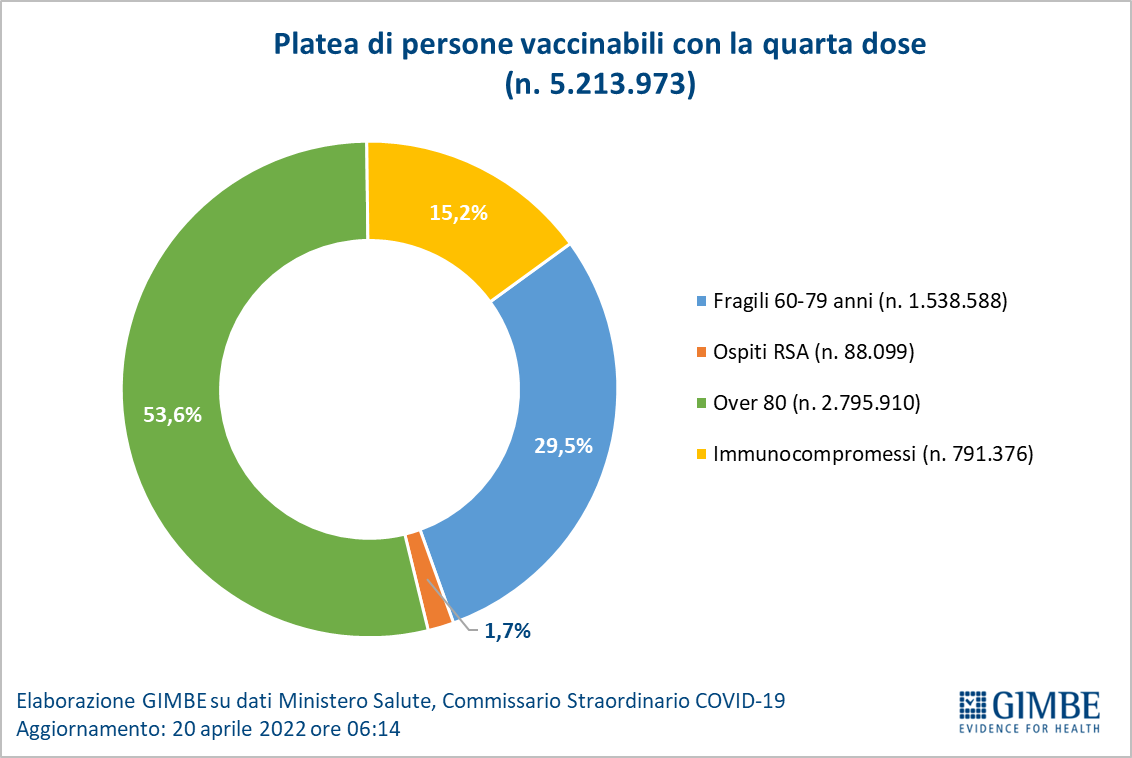 Platea di persone vaccinabili con la quarta dose
(n. 5.213.973)
15,2%
53,6%
29,5%
1,7%
Fragili 60-79 anni (n. 1.538.588)
Ospiti RSA (n. 88.099)
Over 80 (n. 2.795.910)
Immunocompromessi (n. 791.376)
Elaborazione GIMBE su dati Ministero Salute, Commissario Straordinario COVID-19
Aggiornamento: 20 aprile 2022 ore 06:14
GIMBE
EVIDENCE FOR HEALTH